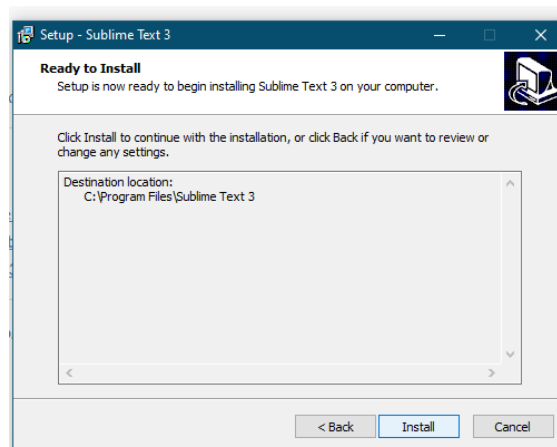 Setup - Sublime Text 3
Ready to Install
Setup is now ready to begin installing Sublime Text 3 on your computer.
Click Install to continue with the installation, or click Back if you want to review or
change any settings.
Destination location:
C:\Program Files\Sublime Text 3
< Back
Install
Cancel